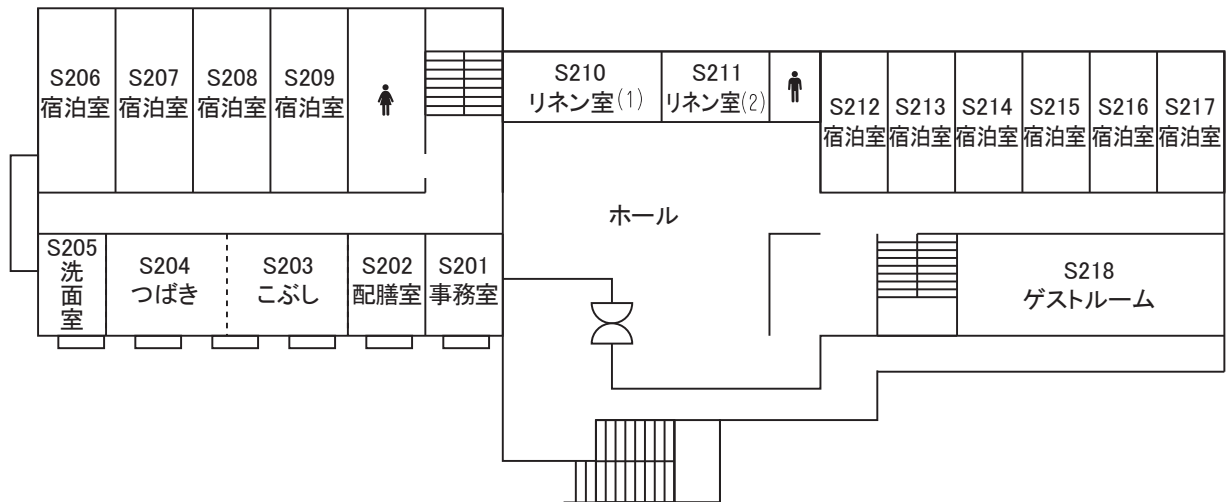 S206
宿泊室
S207
宿泊室
S208
宿泊室
S209
宿泊室
S210
リネン室(1)
S211
リネン室(2)
S212
宿泊室
S213
宿泊室
S214
宿泊室
S215
宿泊室
S216
宿泊室
S217
宿泊室
ホール
S205
洗面室
S204
つばき
S203
こぶし
S202
配膳室
S201
事務室
S218
ゲストルーム